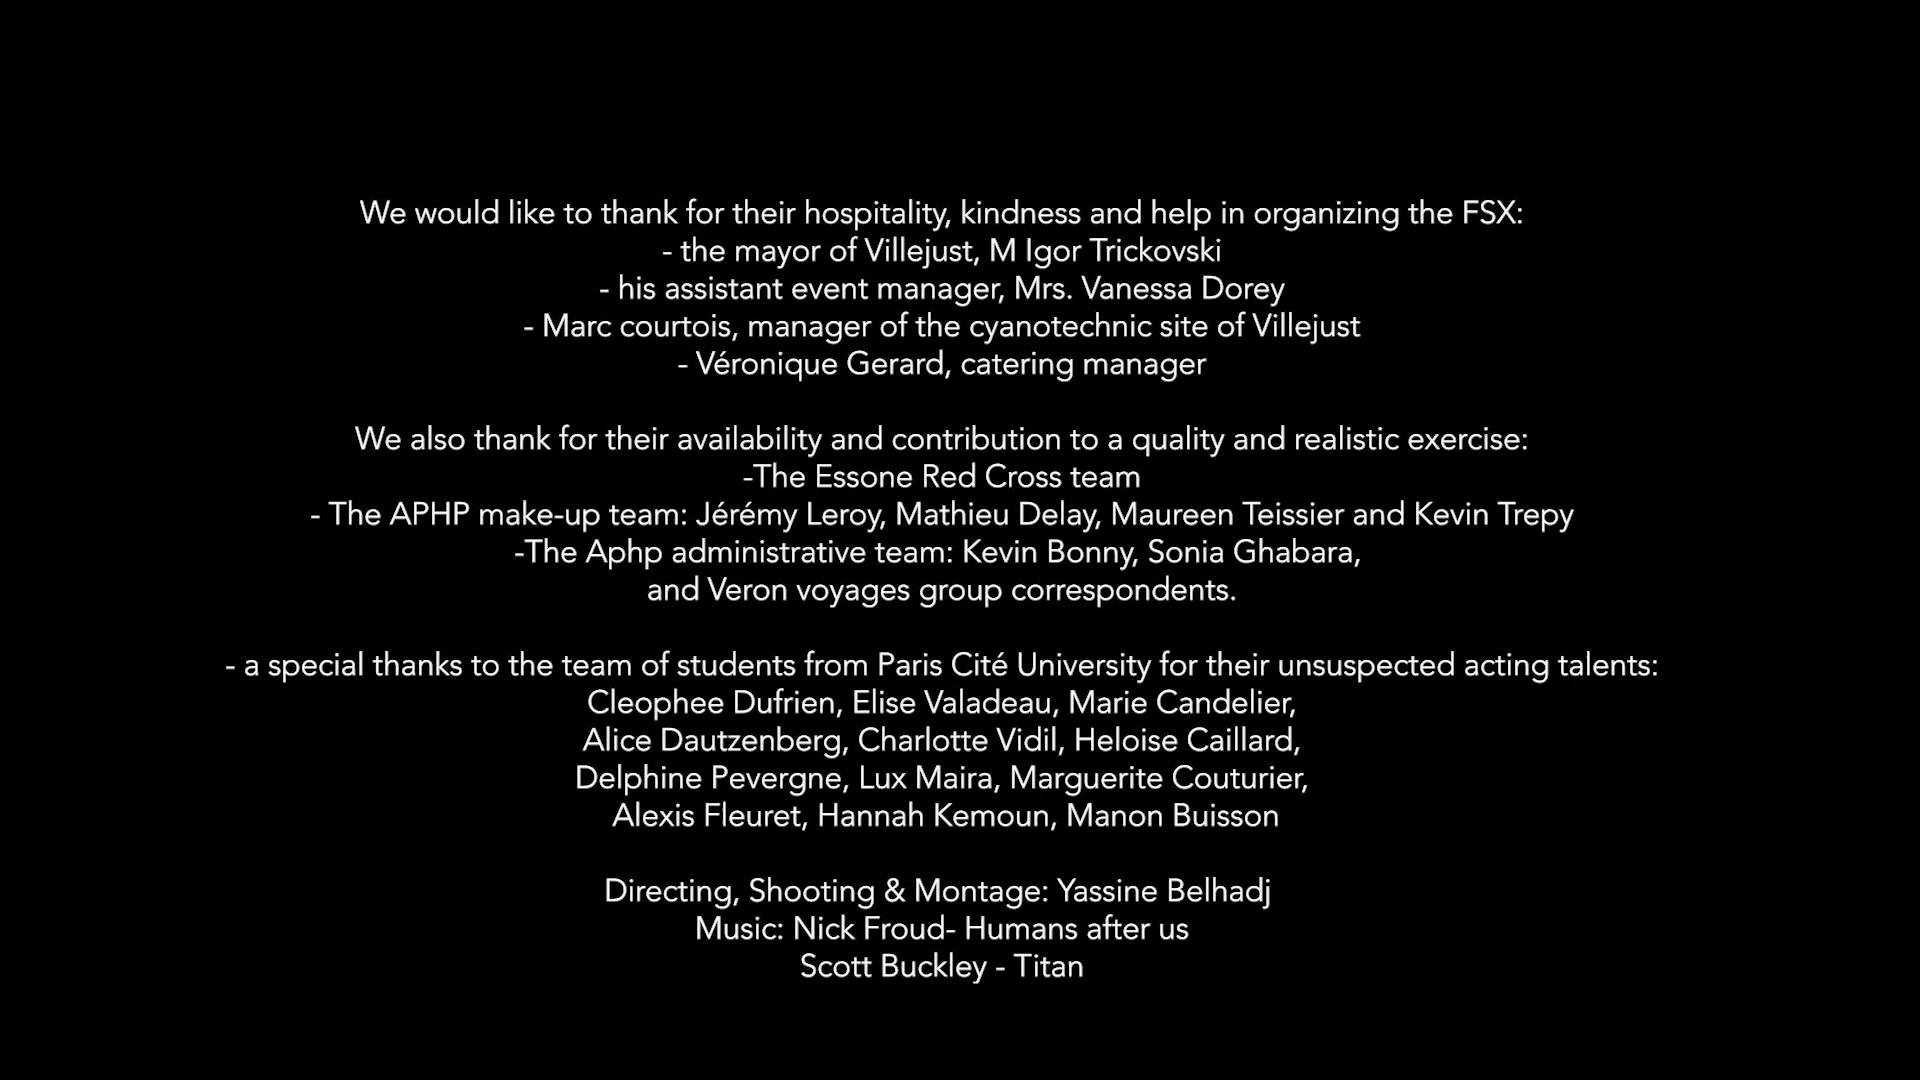 We would like to thank for their hospitality, kindness and help in organizing the FSX:
- the mayor of Villejust, M Igor Trickovski
- his assistant event manager, Mrs. Vanessa Dorey
- Marc courtois, manager of the cyanotechnic site of Villejust
- Véronique Gerard, catering manager
We also thank for their availability and contribution to a quality and realistic exercise:
-The Essone Red Cross team
- The APHP make-up team: Jérémy Leroy, Mathieu Delay, Maureen Teissier and Kevin Trepy
-The Aphp administrative team: Kevin Bonny, Sonia Ghabara,
and Veron voyages group correspondents.
- a special thanks to the team of students from Paris Cité University for their unsuspected acting talents:
Cleophee Dufrien, Elise Valadeau, Marie Candelier,
Alice Dautzenberg, Charlotte Vidil, Heloise Caillard,
Delphine Pevergne, Lux Maira, Marguerite Couturier,
Alexis Fleuret, Hannah Kemoun, Manon Buisson
Directing, Shooting & Montage: Yassine Belhadj
Music: Nick Froud- Humans after us
Scott Buckley - Titan